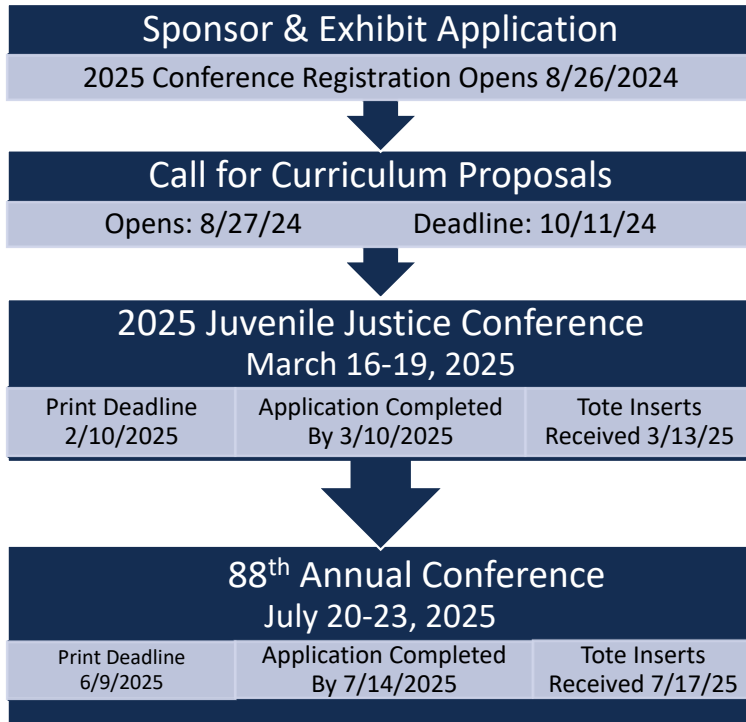 Sponsor & Exhibit Application
2025 Conference Registration Opens 8/26/2024
Call for Curriculum Proposals
Opens: 8/27/24 Deadline: 10/11/24
2025 Juvenile Justice Conference
March 16-19, 2025
Print Deadline
2/10/2025
Application Completed
By 3/10/2025
Tote Inserts
Received 3/13/25
88th Annual Conference
July 20-23, 2025
Print Deadline
6/9/2025
Application Completed
By 7/14/2025
Tote Inserts
Received 7/17/25